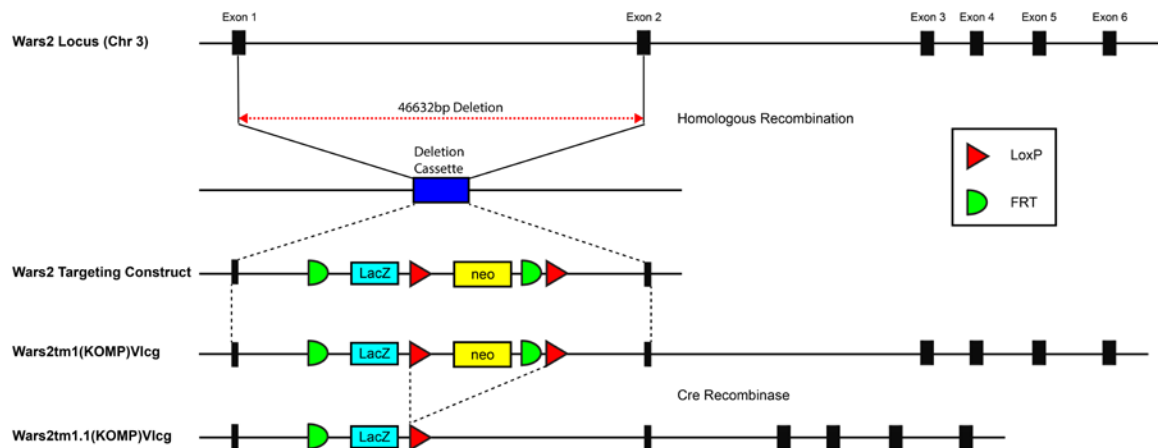 Exon 1
Exon 2
Exon 3
Exon 4
Exon 5
Exon 6
Wars2 Locus (Chr 3)
46632bp Deletion
Homologous Recombination
Deletion
Cassette
LoxP
FRT
Wars2 Targeting Construct
LacZ
neo
Wars2tm1(KOMP)Vlcg
LacZ
neo
Cre Recombinase
Wars2tm1.1(KOMP)Vlcg
LacZ